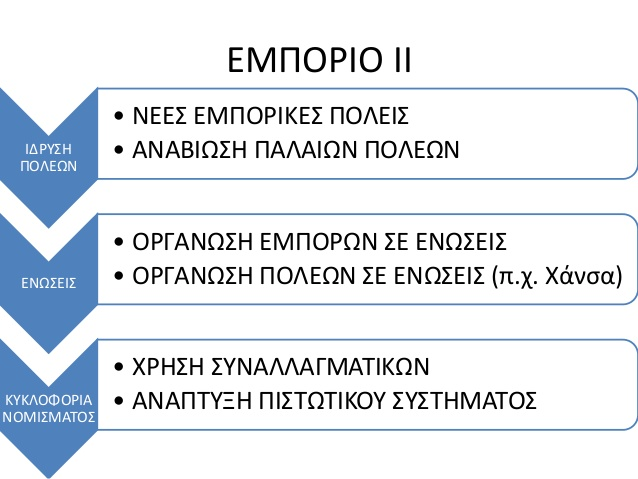 ΕΜΠΟΡΙΟ ΙΙ
ΙΔΡΥΣΗ
ΠΟΛΕΩΝ
• ΝΕΕΣ ΕΜΠΟΡΙΚΕΣ ΠΟΛΕΙΣ
• ΑΝΑΒΙΩΣΗ ΠΑΛΑΙΩΝ ΠΟΛΕΩΝ
ΕΝΩΣΕΙΣ
• ΟΡΓΑΝΩΣΗ ΕΜΠΟΡΩΝ ΣΕ ΕΝΩΣΕΙΣ
• ΟΡΓΑΝΩΣΗ ΠΟΛΕΩΝ ΣΕ ΕΝΩΣΕΙΣ (π.χ. Χάνσα)
ΚΥΚΛΟΦΟΡΙΑ
ΝΟΜΙΣΜΑΤΟΣ
• ΧΡΗΣΗ ΣΥΝΑΛΛΑΓΜΑΤΙΚΩΝ
• ΑΝΑΠΤΥΞΗ ΠΙΣΤΩΤΙΚΟΥ ΣΥΣΤΗΜΑΤΟΣ